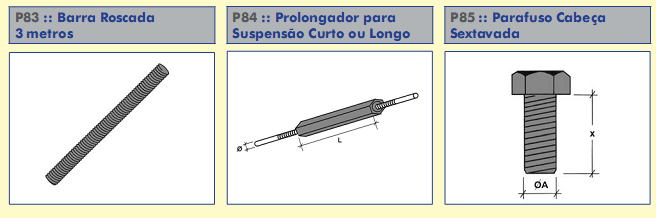 P83 :: Barra Roscada
3 metros
P84 :: Prolongador para
Suspensão Curto ou Longo
P85 :: Parafuso Cabeça
Sextavada
Ø
L
x
ØA